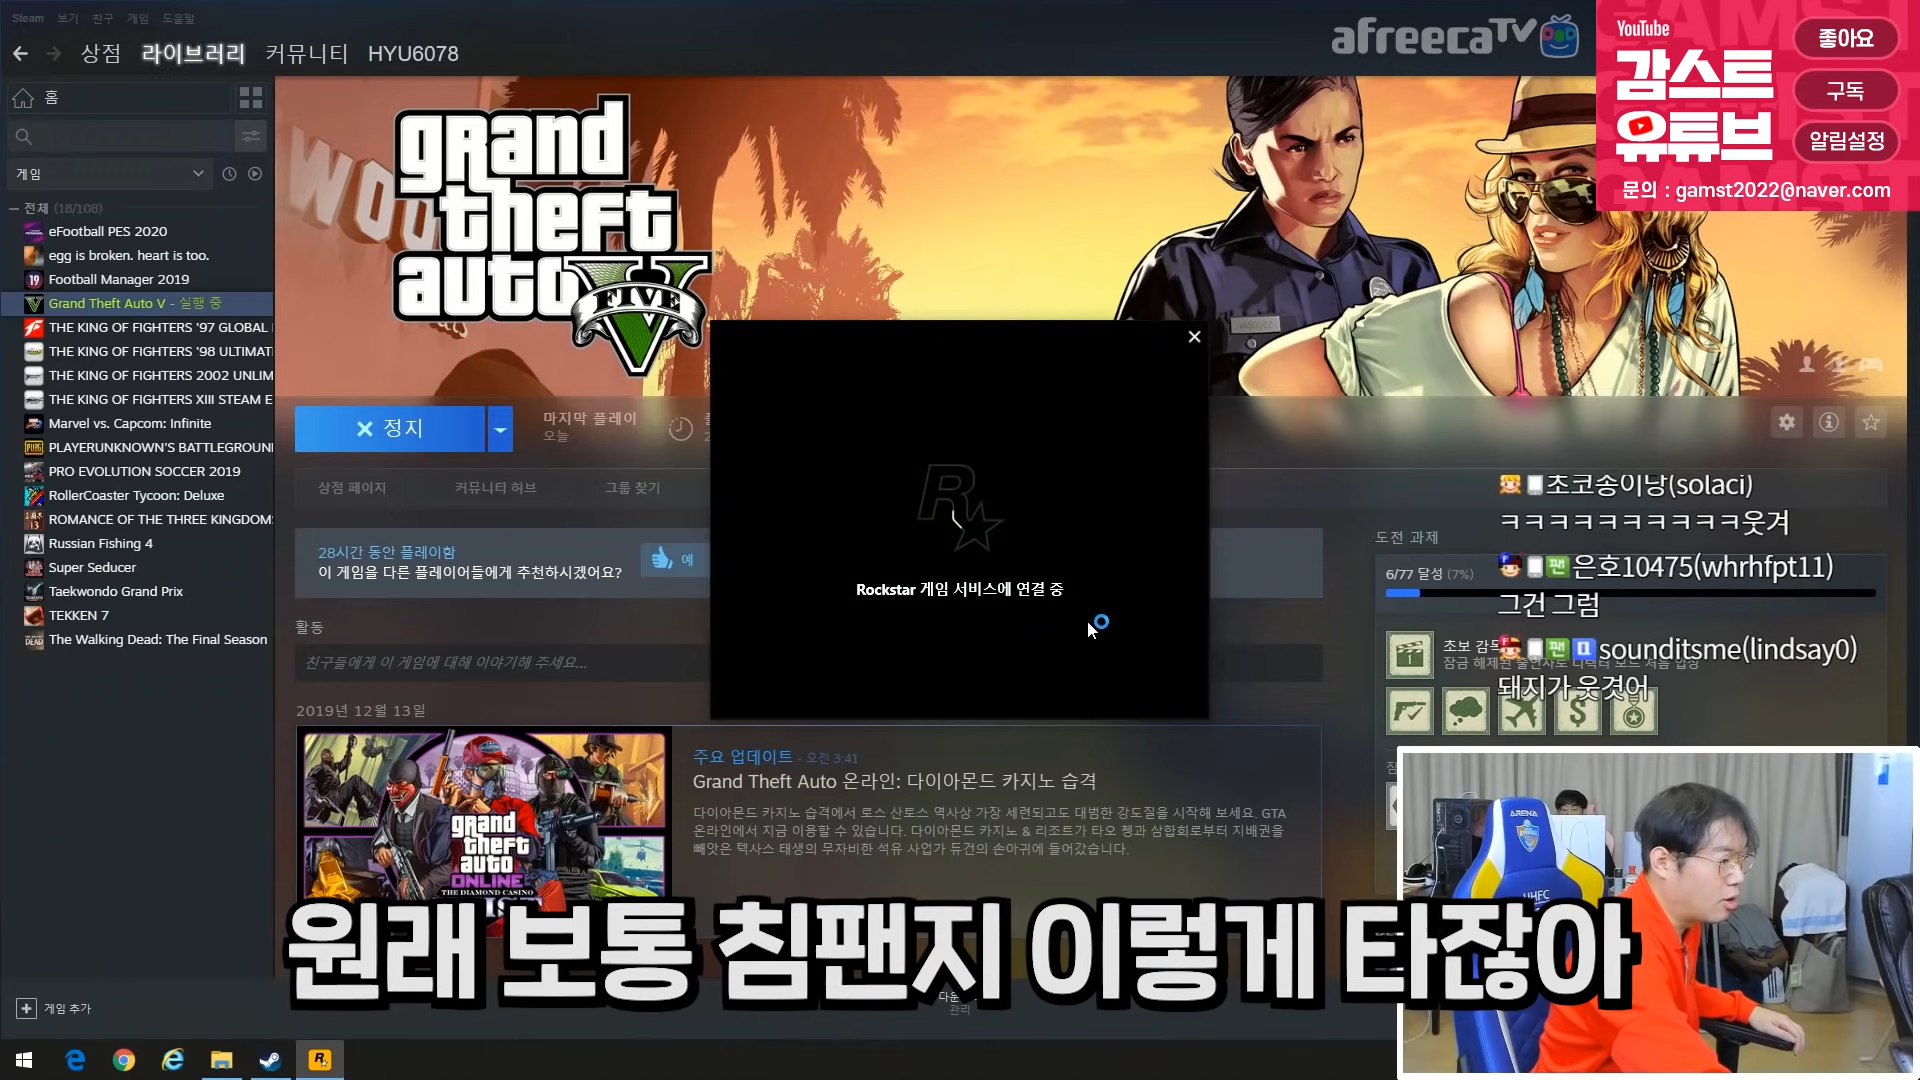 Steam 보기 친구 게임 도움말
상점 라이브러리 커뮤니티 HYU6078
afreecaTV
YouTube
감스트
유튜브
좋아요
구독
알림설정
문의 : gamst2022@naver.com
홈
게임
전체 (18/108)
eFootball PES 2020
egg is broken. heart is too.
Football Manager 2019
Grand Theft Auto V - 실행 중
THE KING OF FIGHTERS '97 GLOBAL
THE KING OF FIGHTERS '98 ULTIMAT
THE KING OF FIGHTERS 2002 UNLIM
THE KING OF FIGHTERS XIII STEAM E
Marvel vs. Capcom: Infinite
PLAYERUNKNOWN'S BATTLEGROUN
PRO EVOLUTION SOCCER 2019
RollerCoaster Tycoon: Deluxe
ROMANCE OF THE THREE KINGDOM
Russian Fishing 4
Super Seducer
Taekwondo Grand Prix
TEKKEN 7
The Walking Dead: The Final Season
게임 추가
grand
theft
auto
FIVE
VASQUEZ
정지
마지막 플레이
오늘
상점 페이지 커뮤니티 허브 그룹 찾기
28시간 동안 플레이함
이 게임을 다른 플레이어들에게 추천하시겠어요?
예
Rockstar 게임 서비스에 연결 중
활동
친구들에게 이 게임에 대해 이야기해 주세요...
2019년 12월 13일
grand
theft
auto
ONLINE
THE DIAMOND CASINO
주요 업데이트 - 오전 3:41
Grand Theft Auto 온라인: 다이아몬드 카지노 습격
다이아몬드 카지노 습격에서 로스 산토스 역사상 가장 세련되고도 대범한 강도질을 시작해 보세요. GTA
온라인에서 지금 이용할 수 있습니다. 다이아몬드 카지노 & 리조트가 타오 쳉과 삼합회로부터 지배권을
빼앗은 텍사스 태생의 무자비한 석유 사업가 듀건의 손아귀에 들어갔습니다.
도전 과제
6/77 달성 (7%)
초보 감독
초코송이낭(solaci)
ㅋㅋㅋㅋㅋㅋㅋㅋㅋㅋ웃겨
팬 은호10475(whrhfpt11)
그건 그럼
팬 sounditsme(lindsay0)
돼지가 웃겻어
ARENA
UHFC
원래 보통 침팬지 이렇게 타잖아
관리